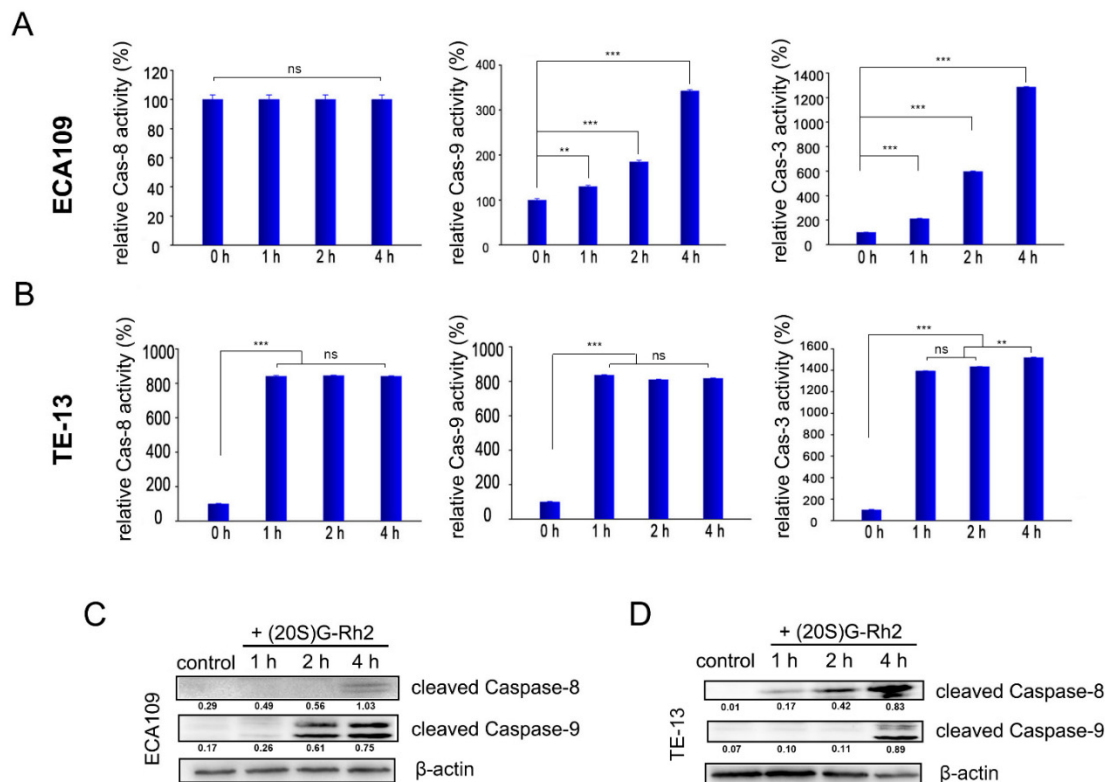 A
ECA109
relative Cas-8 activity (%)
120
100
80
60
40
20
0
ns
0 h 1 h 2 h 4 h
relative Cas-9 activity (%)
400
300
200
100
0
***
***
**
0 h 1 h 2 h 4 h
relative Cas-3 activity (%)
1400
1200
1000
800
600
400
200
0
***
***
***
0 h 1 h 2 h 4 h
B
TE-13
relative Cas-8 activity (%)
1000
800
600
400
200
0
***
ns
0 h 1 h 2 h 4 h
relative Cas-9 activity (%)
1000
800
600
400
200
0
***
ns
0 h 1 h 2 h 4 h
relative Cas-3 activity (%)
1600
1400
1200
1000
800
600
400
200
0
***
ns **
0 h 1 h 2 h 4 h
C
+ (20S)G-Rh2
control 1 h 2 h 4 h
ECA109
cleaved Caspase-8
0.29 0.49 0.56 1.03
cleaved Caspase-9
0.17 0.26 0.61 0.75
β-actin
D
+ (20S)G-Rh2
control 1 h 2 h 4 h
TE-13
cleaved Caspase-8
0.01 0.17 0.42 0.83
cleaved Caspase-9
0.07 0.10 0.11 0.89
β-actin